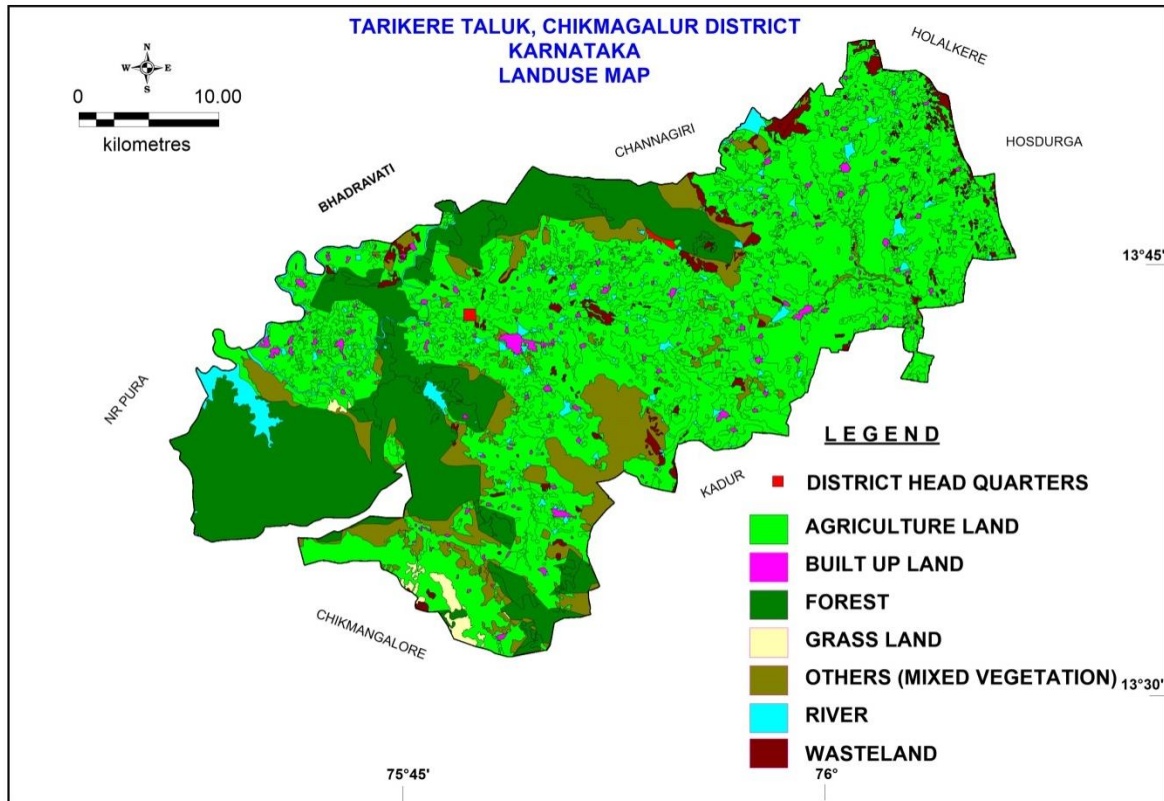 TARIKERE TALUK, CHIKMAGALUR DISTRICT
KARNATAKA
LANDUSE MAP
N
W E
S
0 10.00
kilometres
HOLALKERE
CHANNAGIRI
HOSDURGA
BHADRAVATI
13°45'
NR PURA
KADUR
CHIKMANGALORE
LEGEND
DISTRICT HEAD QUARTERS
AGRICULTURE LAND
BUILT UP LAND
FOREST
GRASS LAND
OTHERS (MIXED VEGETATION)
13°30'
RIVER
WASTELAND
75°45'
76°